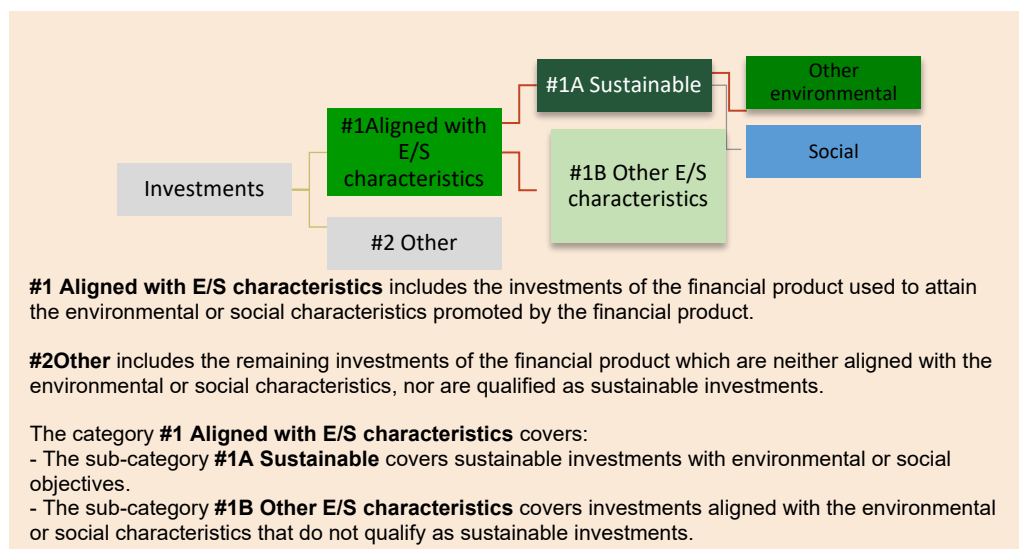 Other
environmental
#1A Sustainable
#1Aligned with
E/S
characteristics
Social
#1B Other E/S
characteristics
Investments
#2 Other
#1 Aligned with E/S characteristics includes the investments of the financial product used to attain
the environmental or social characteristics promoted by the financial product.
#2Other includes the remaining investments of the financial product which are neither aligned with the
environmental or social characteristics, nor are qualified as sustainable investments.
The category #1 Aligned with E/S characteristics covers:
- The sub-category #1A Sustainable covers sustainable investments with environmental or social
objectives.
- The sub-category #1B Other E/S characteristics covers investments aligned with the environmental
or social characteristics that do not qualify as sustainable investments.